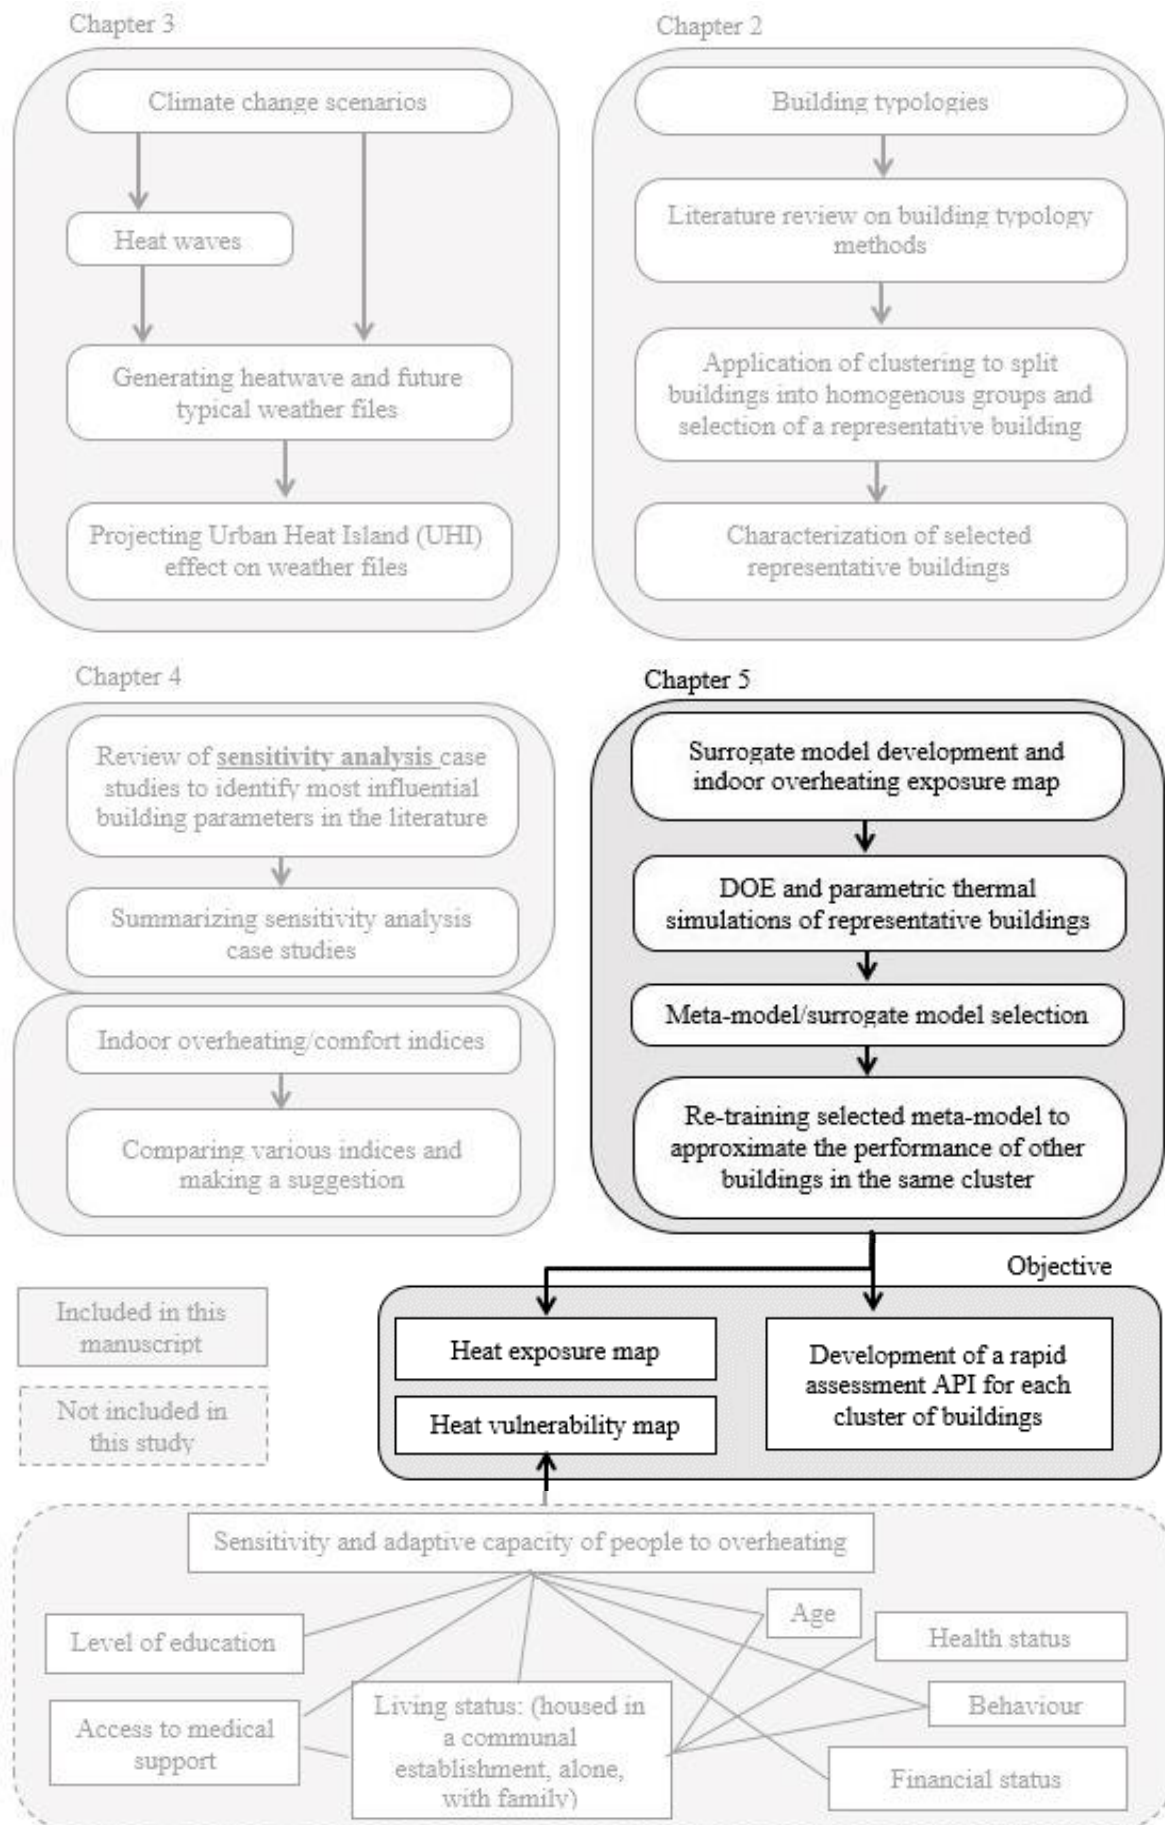 Chapter 3
Climate change scenarios
Heat waves
Generating heatwave and future
typical weather files
Projecting Urban Heat Island (UHI)
effect on weather files
Chapter 2
Building typologies
Literature review on building typology
methods
Application of clustering to split
buildings into homogenous groups and
selection of a representative building
Characterization of selected
representative buildings
Chapter 4
Review of sensitivity analysis case
studies to identify most influential
building parameters in the literature
Summarizing sensitivity analysis
case studies
Indoor overheating/comfort indices
Comparing various indices and
making a suggestion
Chapter 5
Surrogate model development and
indoor overheating exposure map
DOE and parametric thermal
simulations of representative buildings
Meta-model/surrogate model selection
Re-training selected meta-model to
approximate the performance of other
buildings in the same cluster
Objective
Included in this
manuscript
Not included in
this study
Heat exposure map
Heat vulnerability map
Development of a rapid
assessment API for each
cluster of buildings
Sensitivity and adaptive capacity of people to overheating
Level of education
Age
Health status
Access to medical
support
Living status: (housed in
a communal
establishment, alone,
with family)
Behaviour
Financial status